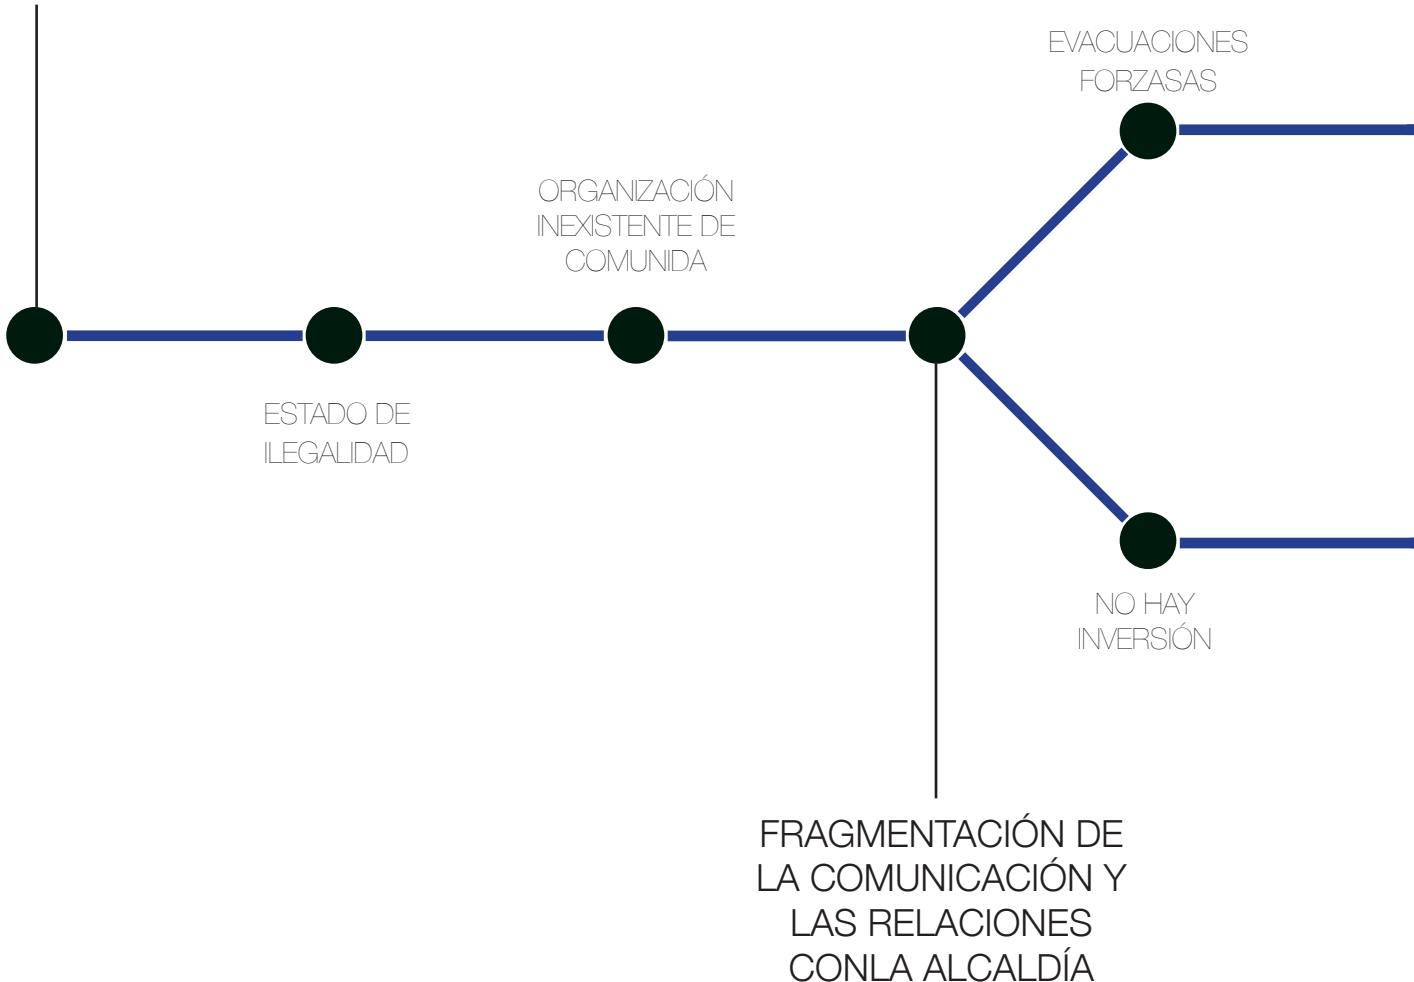 EVACUACIONES
FORZASAS
ORGANIZACIÓN
INEXISTENTE DE
COMUNIDA
ESTADO DE
ILEGALIDAD
NO HAY
INVERSIÓN
FRAGMENTACIÓN DE
LA COMUNICACIÓN Y
LAS RELACIONES
CONLA ALCALDÍA